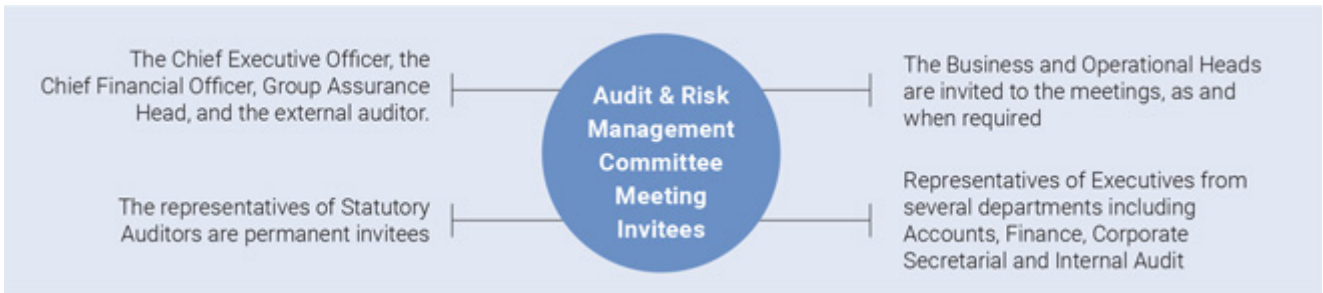 The Chief Executive Officer, the
Chief Financial Officer, Group Assurance
Head, and the external auditor.
The representatives of Statutory
Auditors are permanent invitees
Audit & Risk
Management
Committee
Meeting
Invitees
The Business and Operational Heads
are invited to the meetings, as and
when required
Representatives of Executives from
several departments including
Accounts, Finance, Corporate
Secretarial and Internal Audit